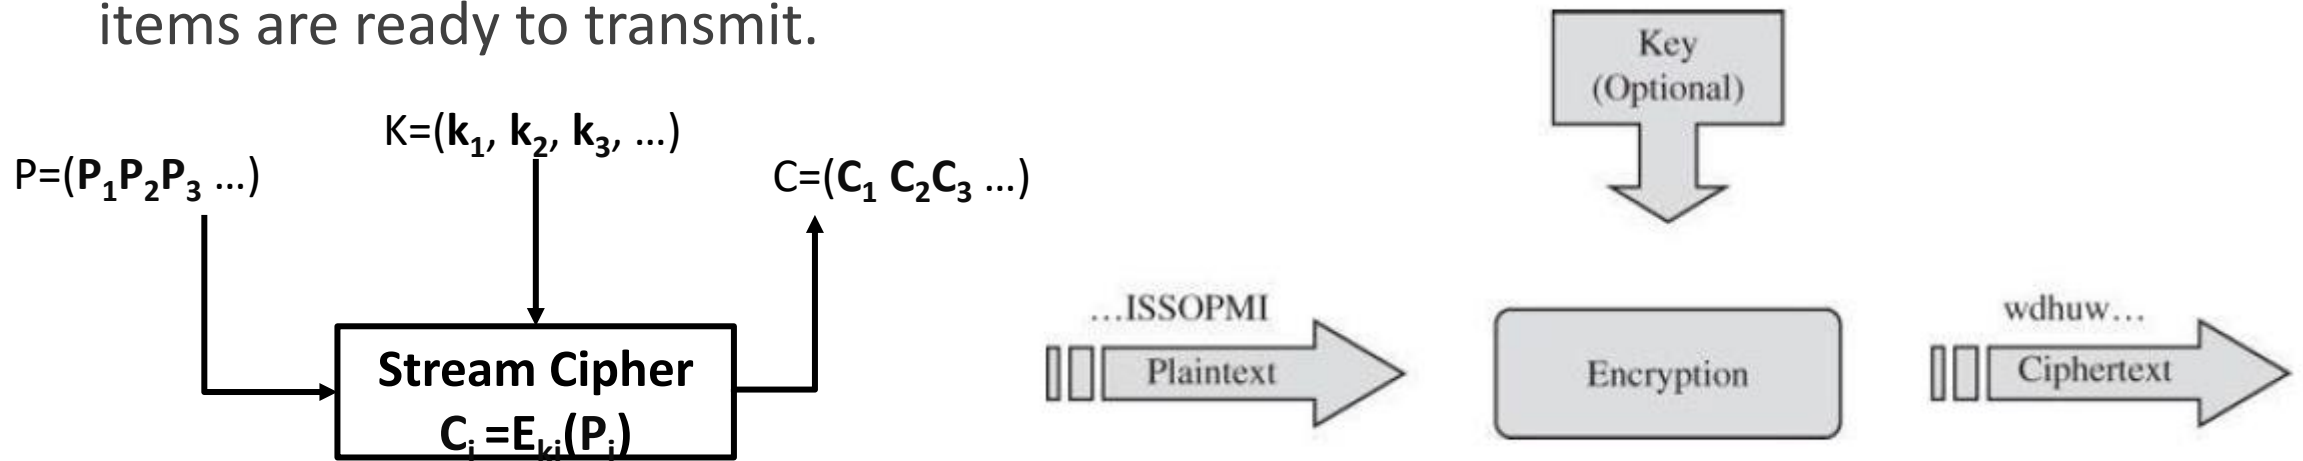 items are ready to transmit.
K=(k₁, k₂, k₃, ...)
P=(P₁P₂P₃ ...)
C=(C₁ C₂C₃ ...)
Stream Cipher
Cᵢ =Eₖᵢ(Pᵢ)
Key
(Optional)
...ISSOPMI
Plaintext
Encryption
wdhuw...
Ciphertext